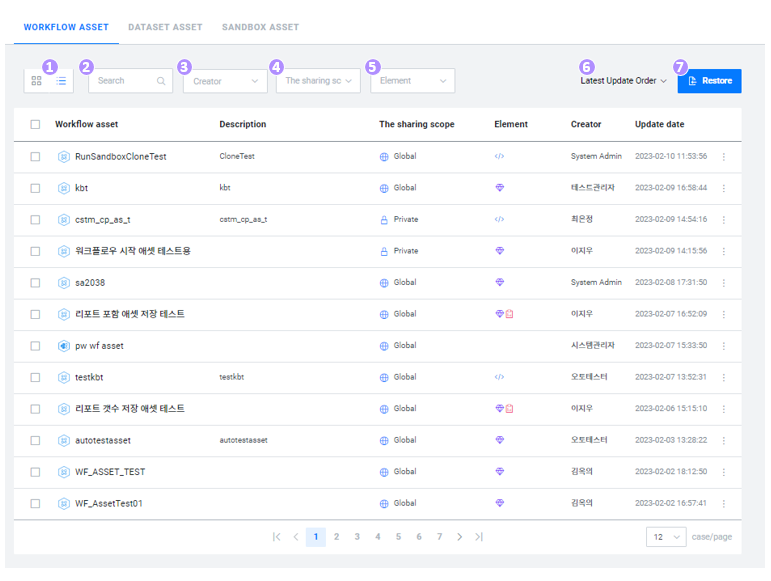 WORKFLOW ASSET DATASET ASSET SANDBOX ASSET
1 2 3 4 5 6 7
Search Creator The sharing sc Element Latest Update Order Restore
Workflow asset Description The sharing scope Element Creator Update date
RunSandboxCloneTest CloneTest Global System Admin 2023-02-10 11:53:56
kbt kbt Global 테스트관리자 2023-02-09 16:58:44
cstm_cp_as_t cstm_cp_as_t Private 최은정 2023-02-09 14:54:16
워크플로우 시작 애셋 테스트용 Private 이지우 2023-02-09 14:15:56
sa2038 Global System Admin 2023-02-08 17:31:50
리포트 포함 애셋 저장 테스트 Global 이지우 2023-02-07 16:52:09
pw wf asset Global 시스템관리자 2023-02-07 15:33:50
testkbt testkbt Global 오토테스터 2023-02-07 13:52:31
리포트 갯수 저장 애셋 테스트 Global 이지우 2023-02-06 15:15:10
autotestasset autotestasset Global 오토테스터 2023-02-03 13:28:22
WF_ASSET_TEST Global 김옥의 2023-02-02 18:12:50
WF_AssetTest01 Global 김옥의 2023-02-02 16:57:41
1 2 3 4 5 6 7 12 case/page